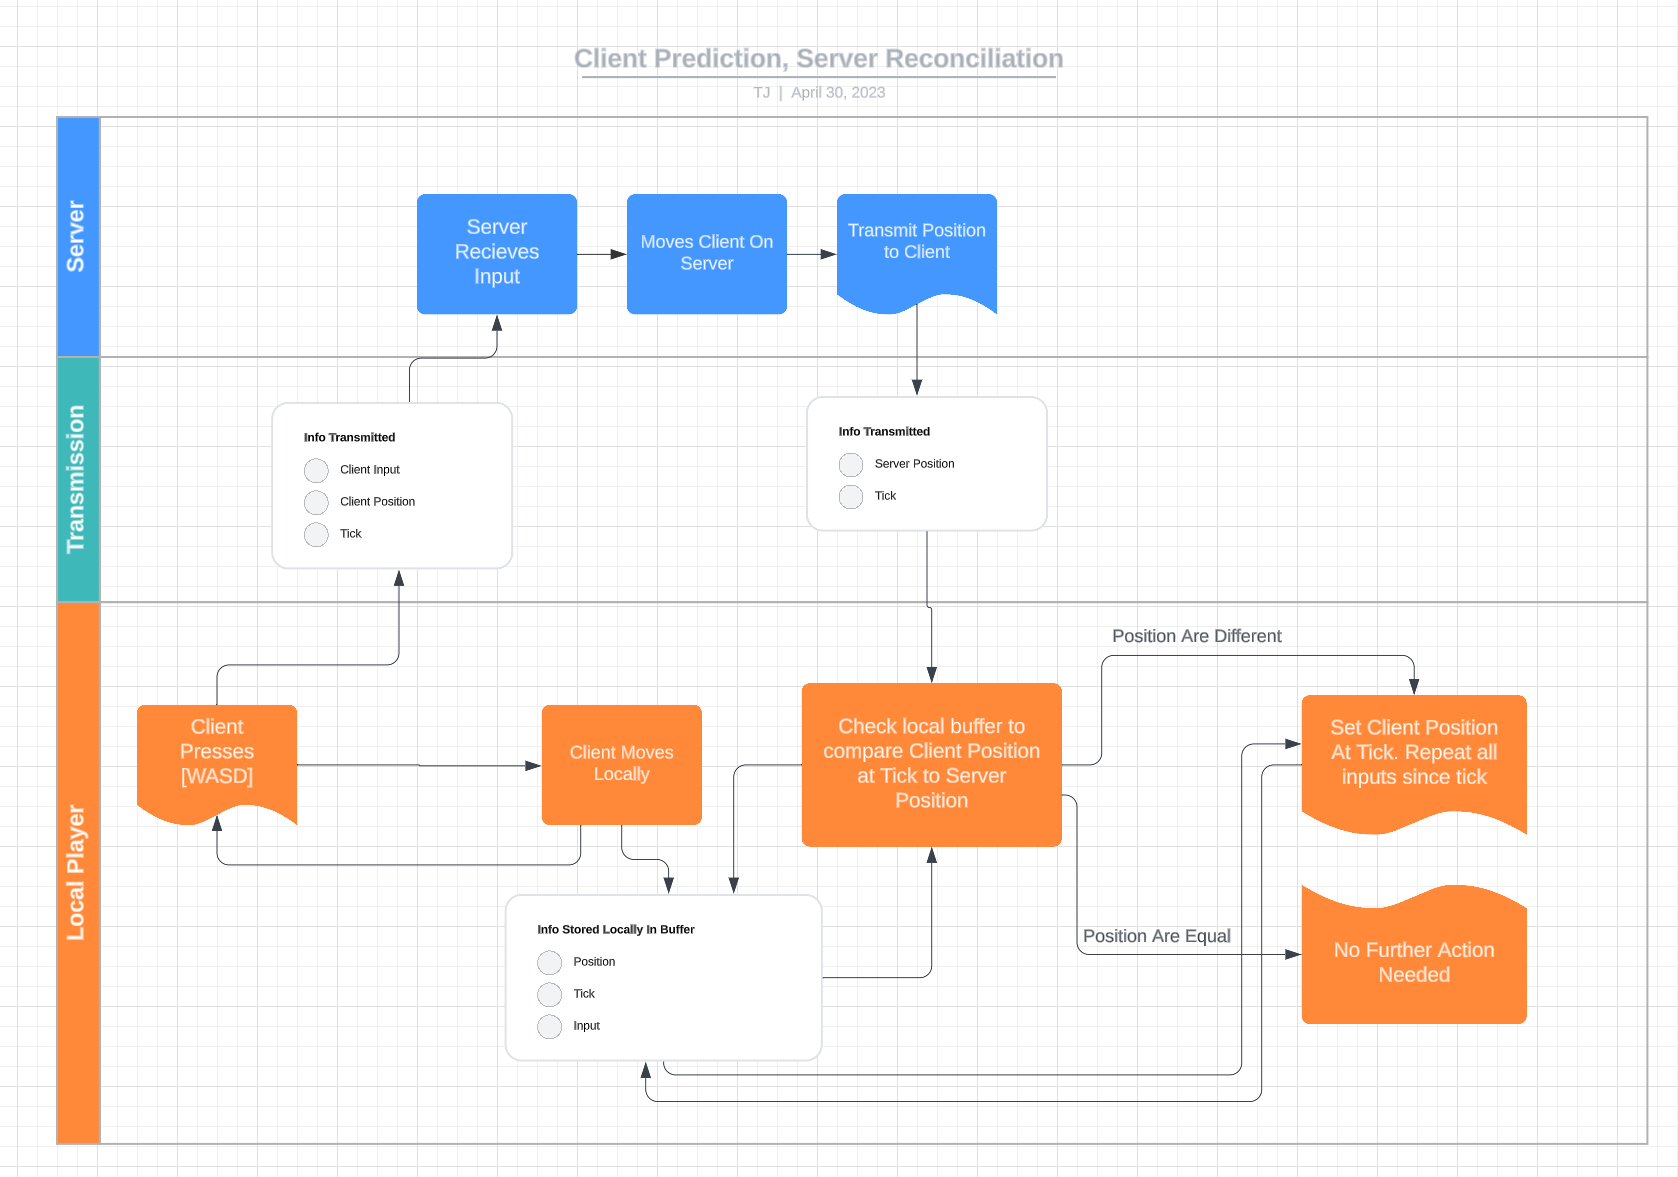 Client Prediction, Server Reconciliation
TJ | April 30, 2023
Server
Server
Recieves
Input
Moves Client On
Server
Transmit Position
to Client
Transmission
Info Transmitted
Client Input
Client Position
Tick
Info Transmitted
Server Position
Tick
Local Player
Client
Presses
[WASD]
Client Moves
Locally
Check local buffer to
compare Client Position
at Tick to Server
Position
Position Are Different
Set Client Position
At Tick. Repeat all
inputs since tick
Position Are Equal
No Further Action
Needed
Info Stored Locally In Buffer
Position
Tick
Input